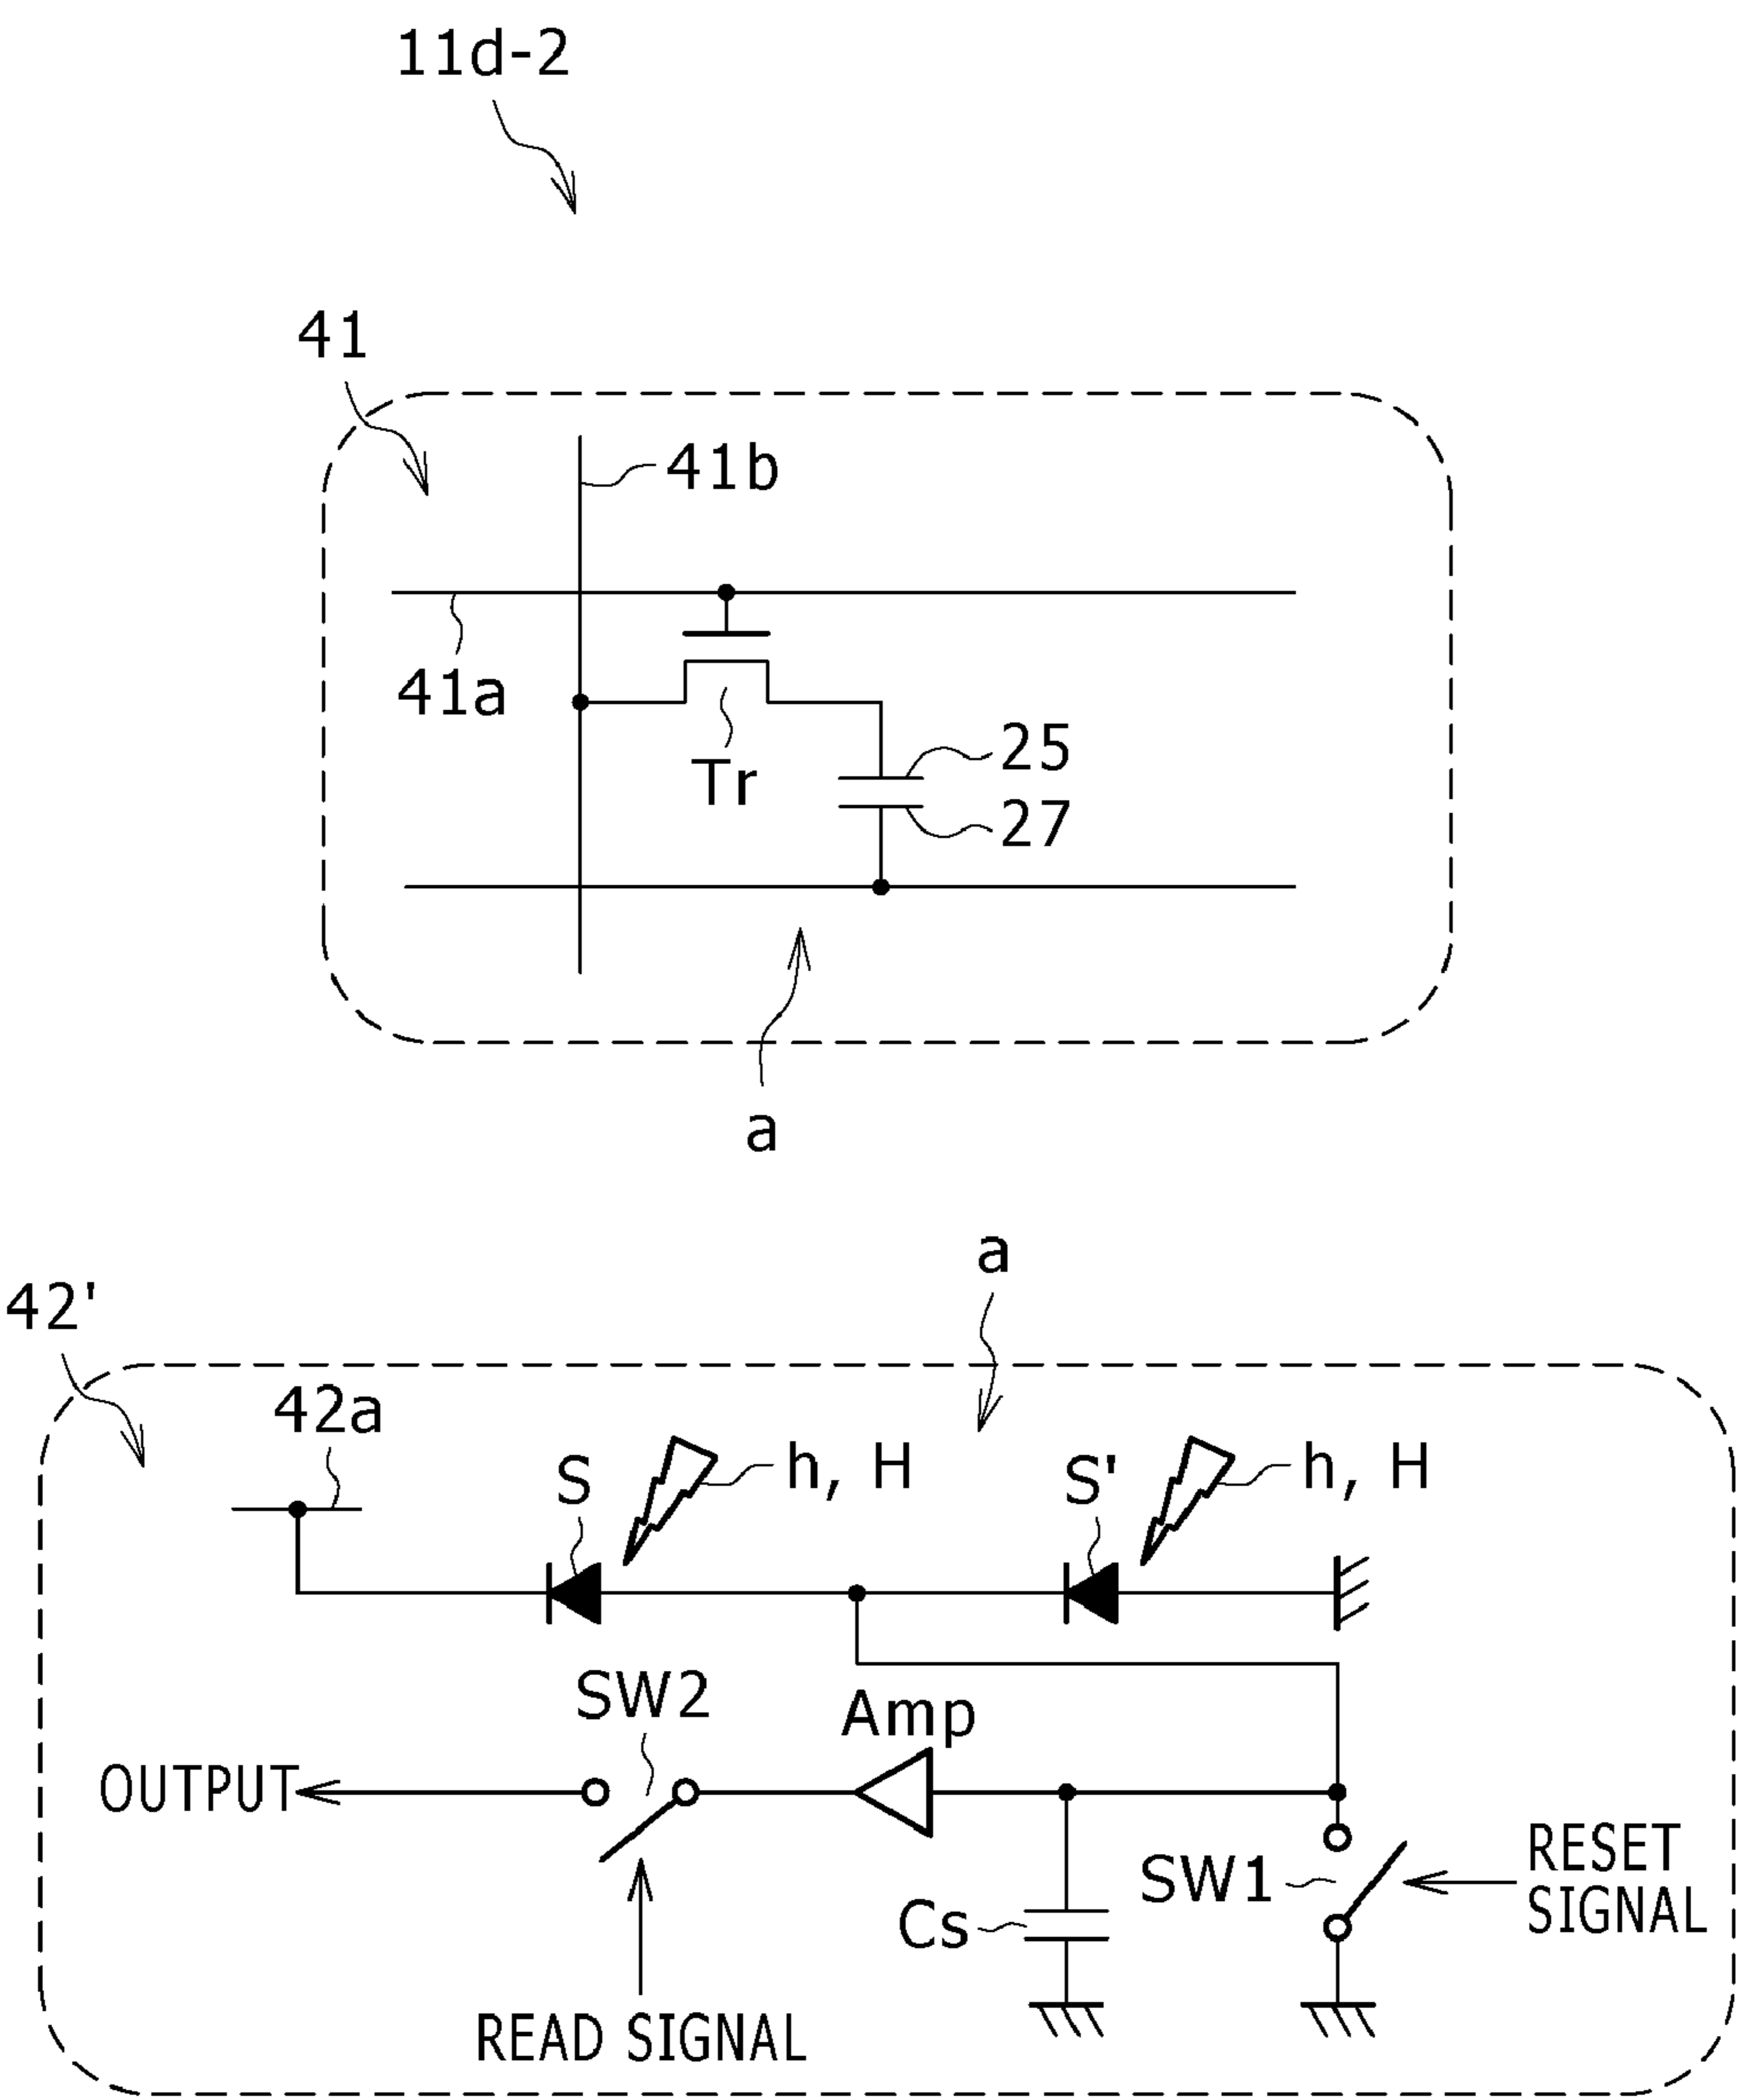 11d-2
41
41b
41a
Tr
25
27
a
a
42'
42a
S
h, H
S'
h, H
SW2
Amp
OUTPUT
SW1
RESET
SIGNAL
Cs
READ SIGNAL